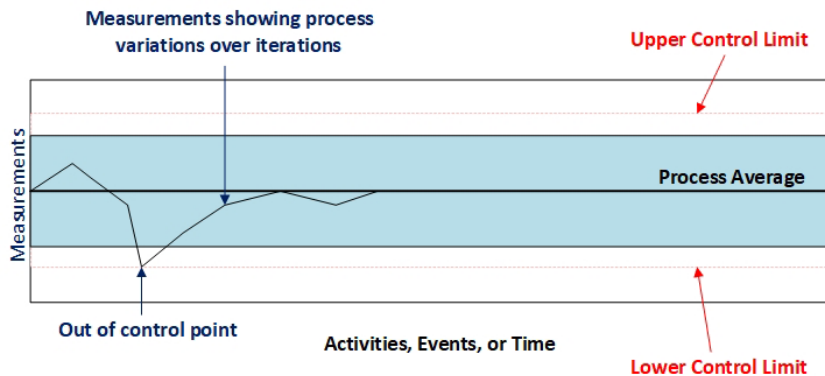 Measurements showing process
variations over iterations
Upper Control Limit
Measurements
Process Average
Out of control point
Activities, Events, or Time
Lower Control Limit